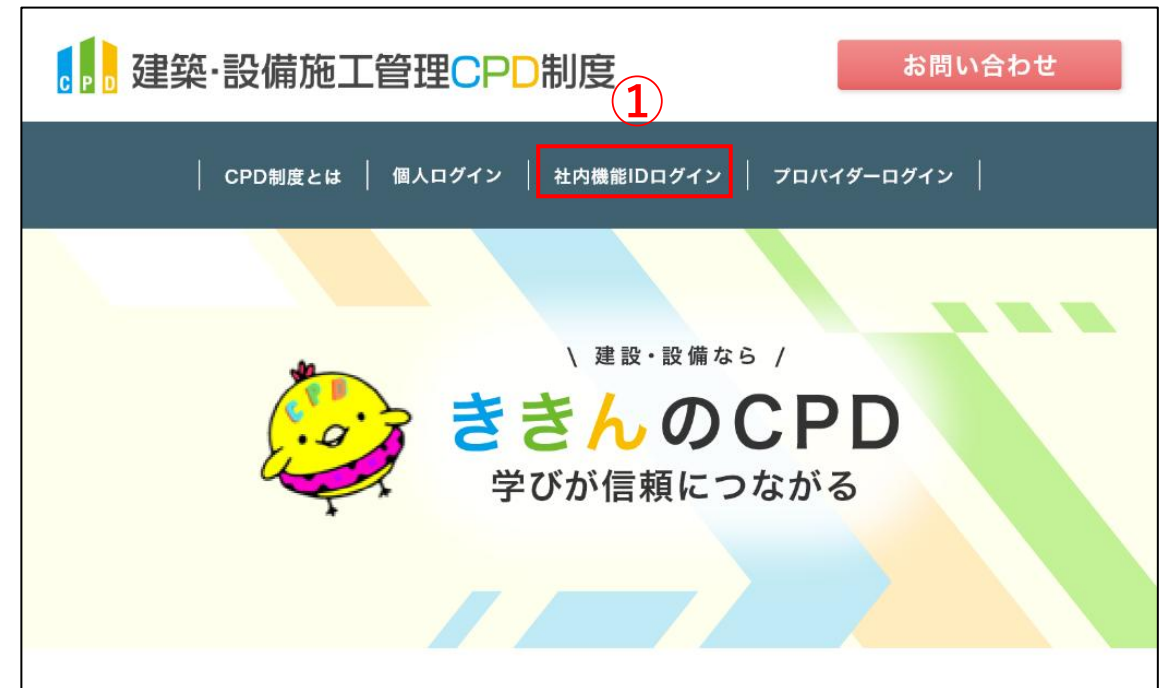 CPD 建築・設備施工管理CPD制度
お問い合わせ
①
CPD制度とは
個人ログイン
社内機能IDログイン
プロバイダーログイン
\ 建設・設備なら /
CPD
ききんのCPD
学びが信頼につながる